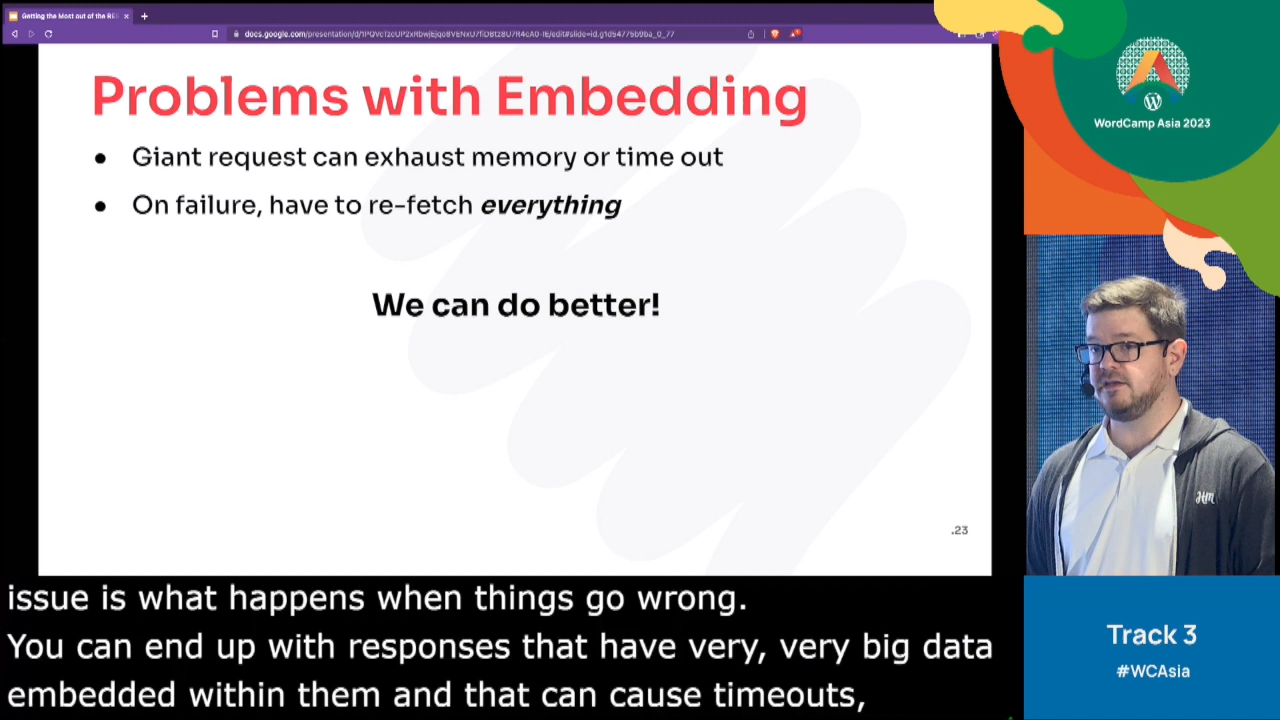 Getting the Most out of the RES
docs.google.com/presentation/d/
Problems with Embedding
● Giant request can exhaust memory or time out
● On failure, have to re-fetch everything
We can do better!
.23
WordCamp Asia 2023
Hm
issue is what happens when things go wrong.
You can end up with responses that have very, very big data
embedded within them and that can cause timeouts,
Track 3
#WCAsia